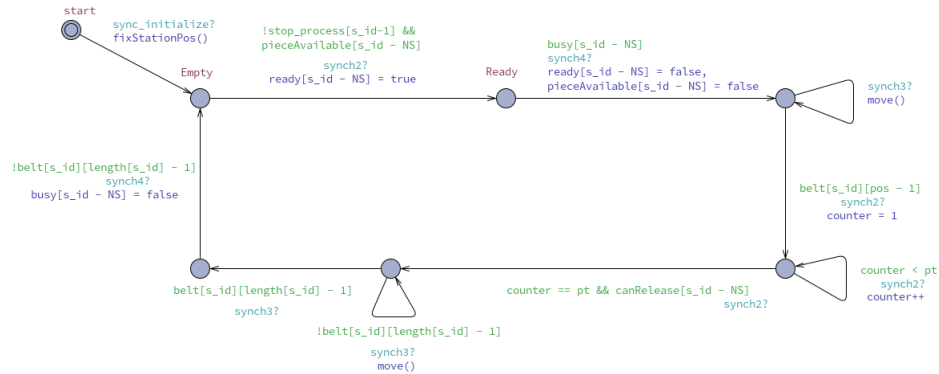 start
sync_initialize?
fixStationPos()
!stop_process[s_id-1] &&
pieceAvailable[s_id - NS]
synch2?
ready[s_id - NS] = true
Empty
Ready
busy[s_id - NS]
synch4?
ready[s_id - NS] = false,
pieceAvailable[s_id - NS] = false
synch3?
move()
!belt[s_id][length[s_id] - 1]
synch4?
busy[s_id - NS] = false
belt[s_id][pos - 1]
synch2?
counter = 1
belt[s_id][length[s_id] - 1]
synch3?
!belt[s_id][length[s_id] - 1]
synch3?
move()
counter == pt && canRelease[s_id - NS]
synch2?
counter < pt
synch2?
counter++